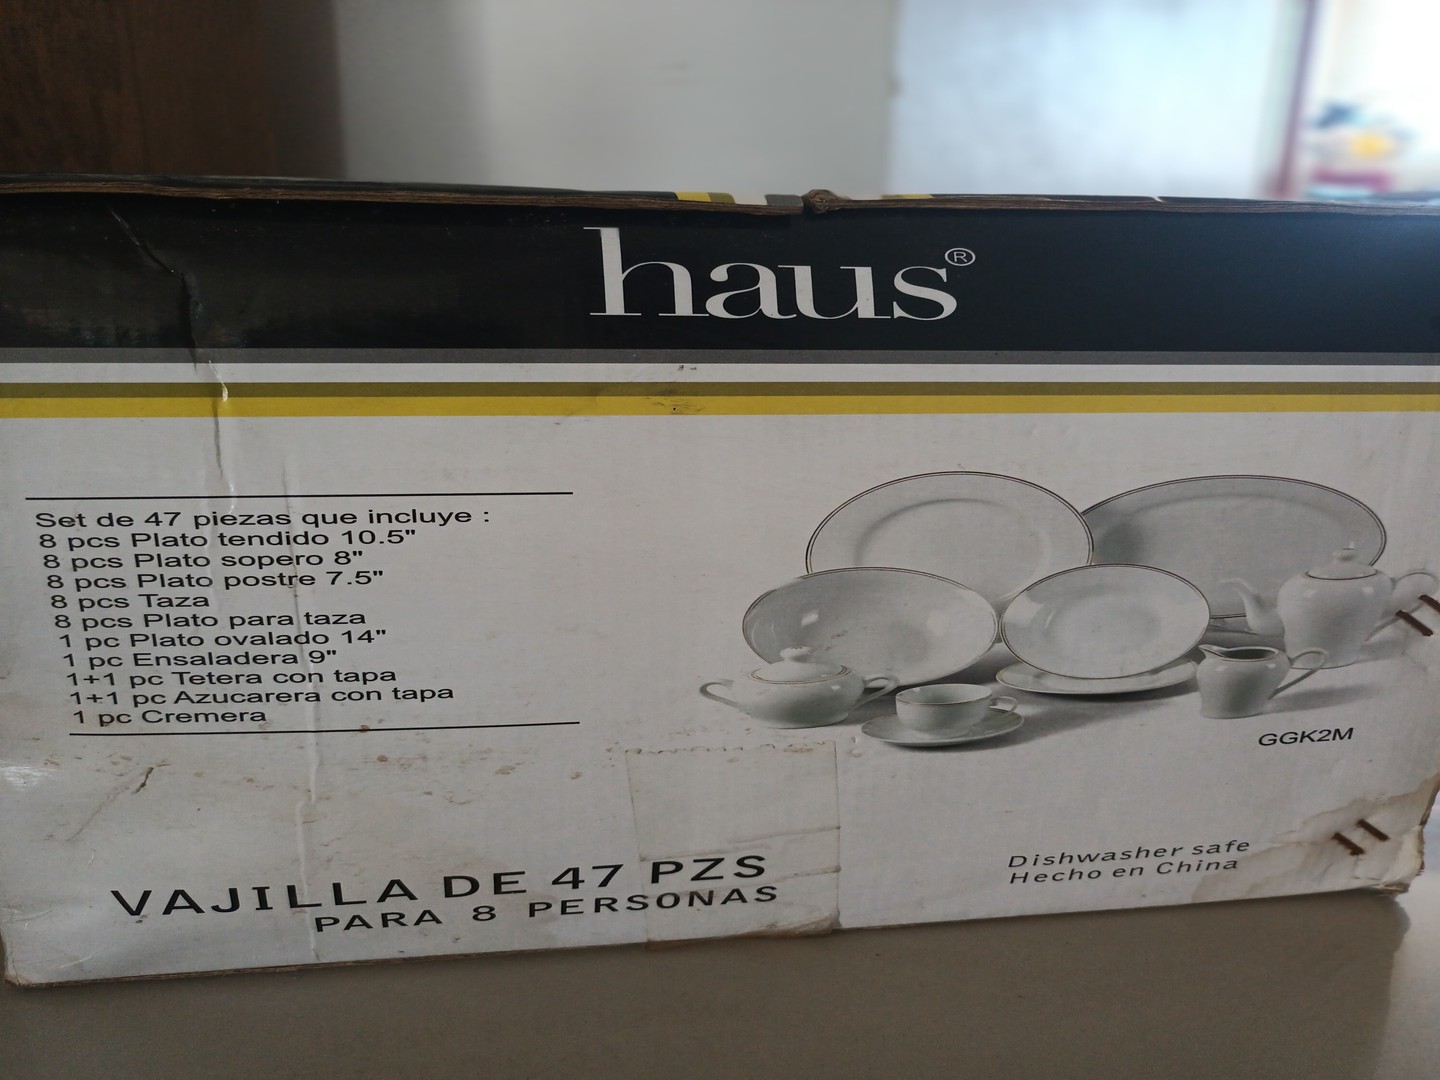 haus®
Set de 47 piezas que incluye :
8 pcs Plato tendido 10.5"
8 pcs Plato sopero 8"
8 pcs Plato postre 7.5"
8 pcs Taza
8 pcs Plato para taza
1 pc Plato ovalado 14"
1 pc Ensaladera 9"
1+1 pc Tetera con tapa
1+1 pc Azucarera con tapa
1 pc Cremera
GGK2M
VAJILLA DE 47 PZS
PARA 8 PERSONAS
Dishwasher safe
Hecho en China